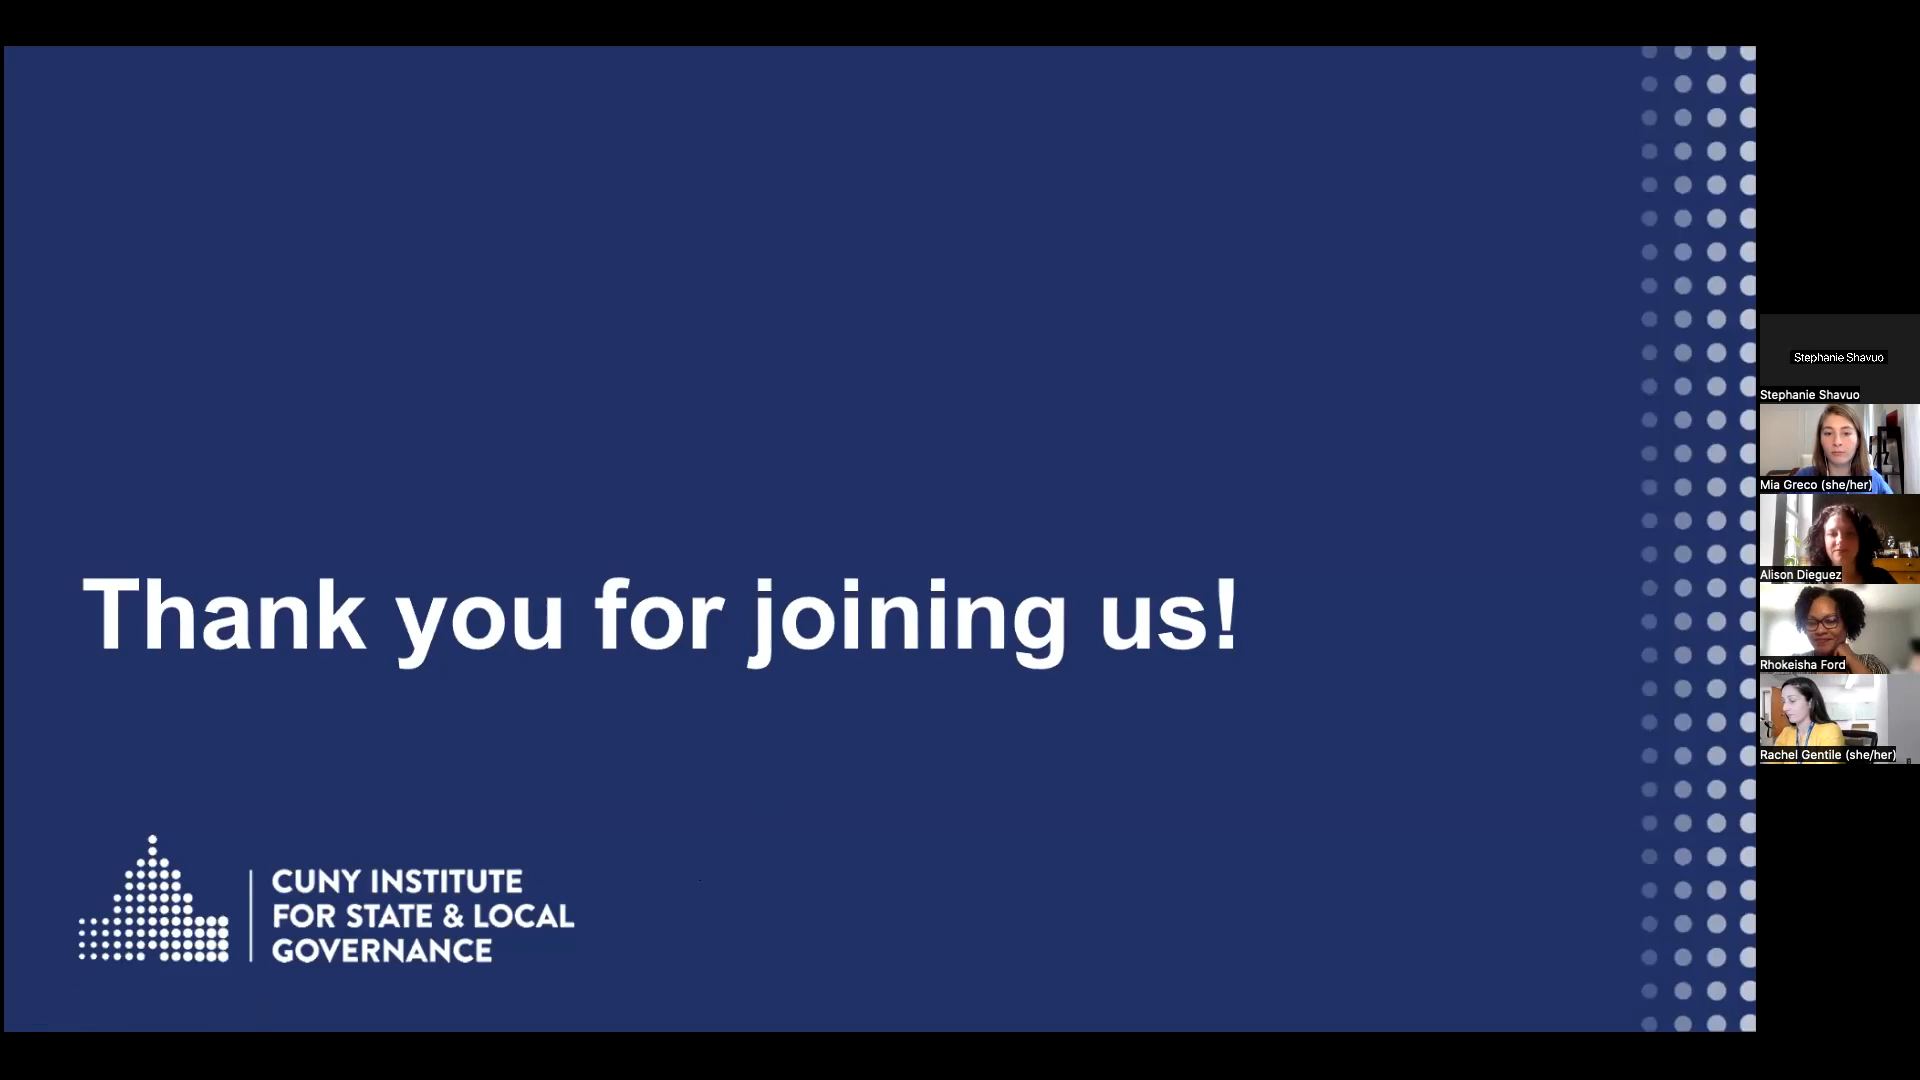 Thank you for joining us!
CUNY INSTITUTE
FOR STATE & LOCAL
GOVERNANCE
Stephanie Shavuo
Stephanie Shavuo
Mia Greco (she/her)
Alison Dieguez
Rhokeisha Ford
Rachel Gentile (she/her)